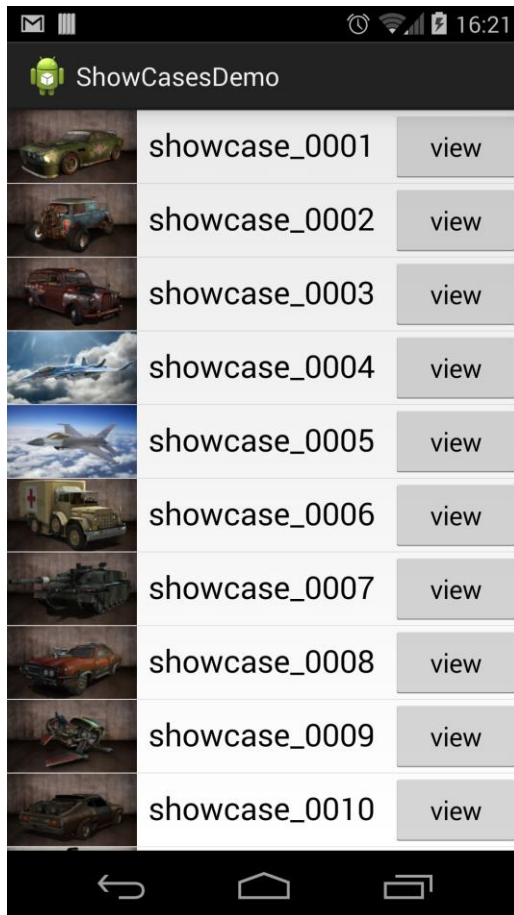 16:21
ShowCasesDemo
showcase_0001 view
showcase_0002 view
showcase_0003 view
showcase_0004 view
showcase_0005 view
showcase_0006 view
showcase_0007 view
showcase_0008 view
showcase_0009 view
showcase_0010 view